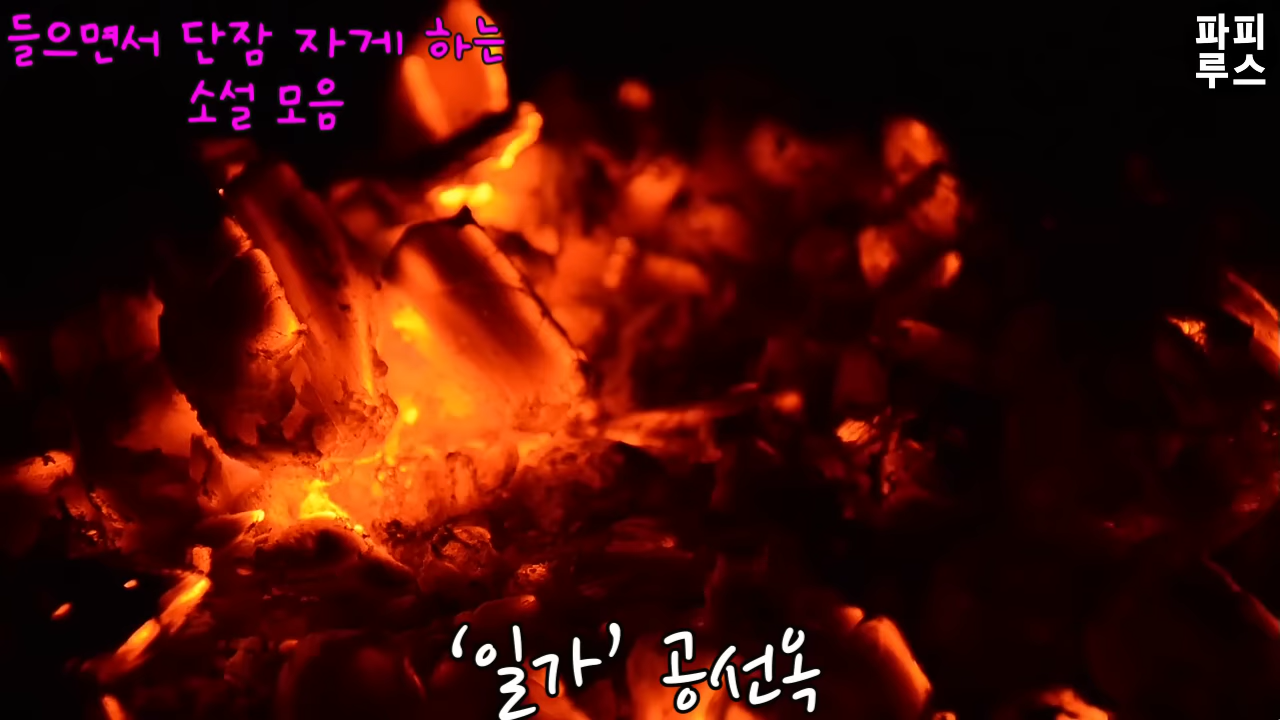 들으면서 단잠 자게 하는
소설 모음
파피
루스
‘일가’ 공선옥